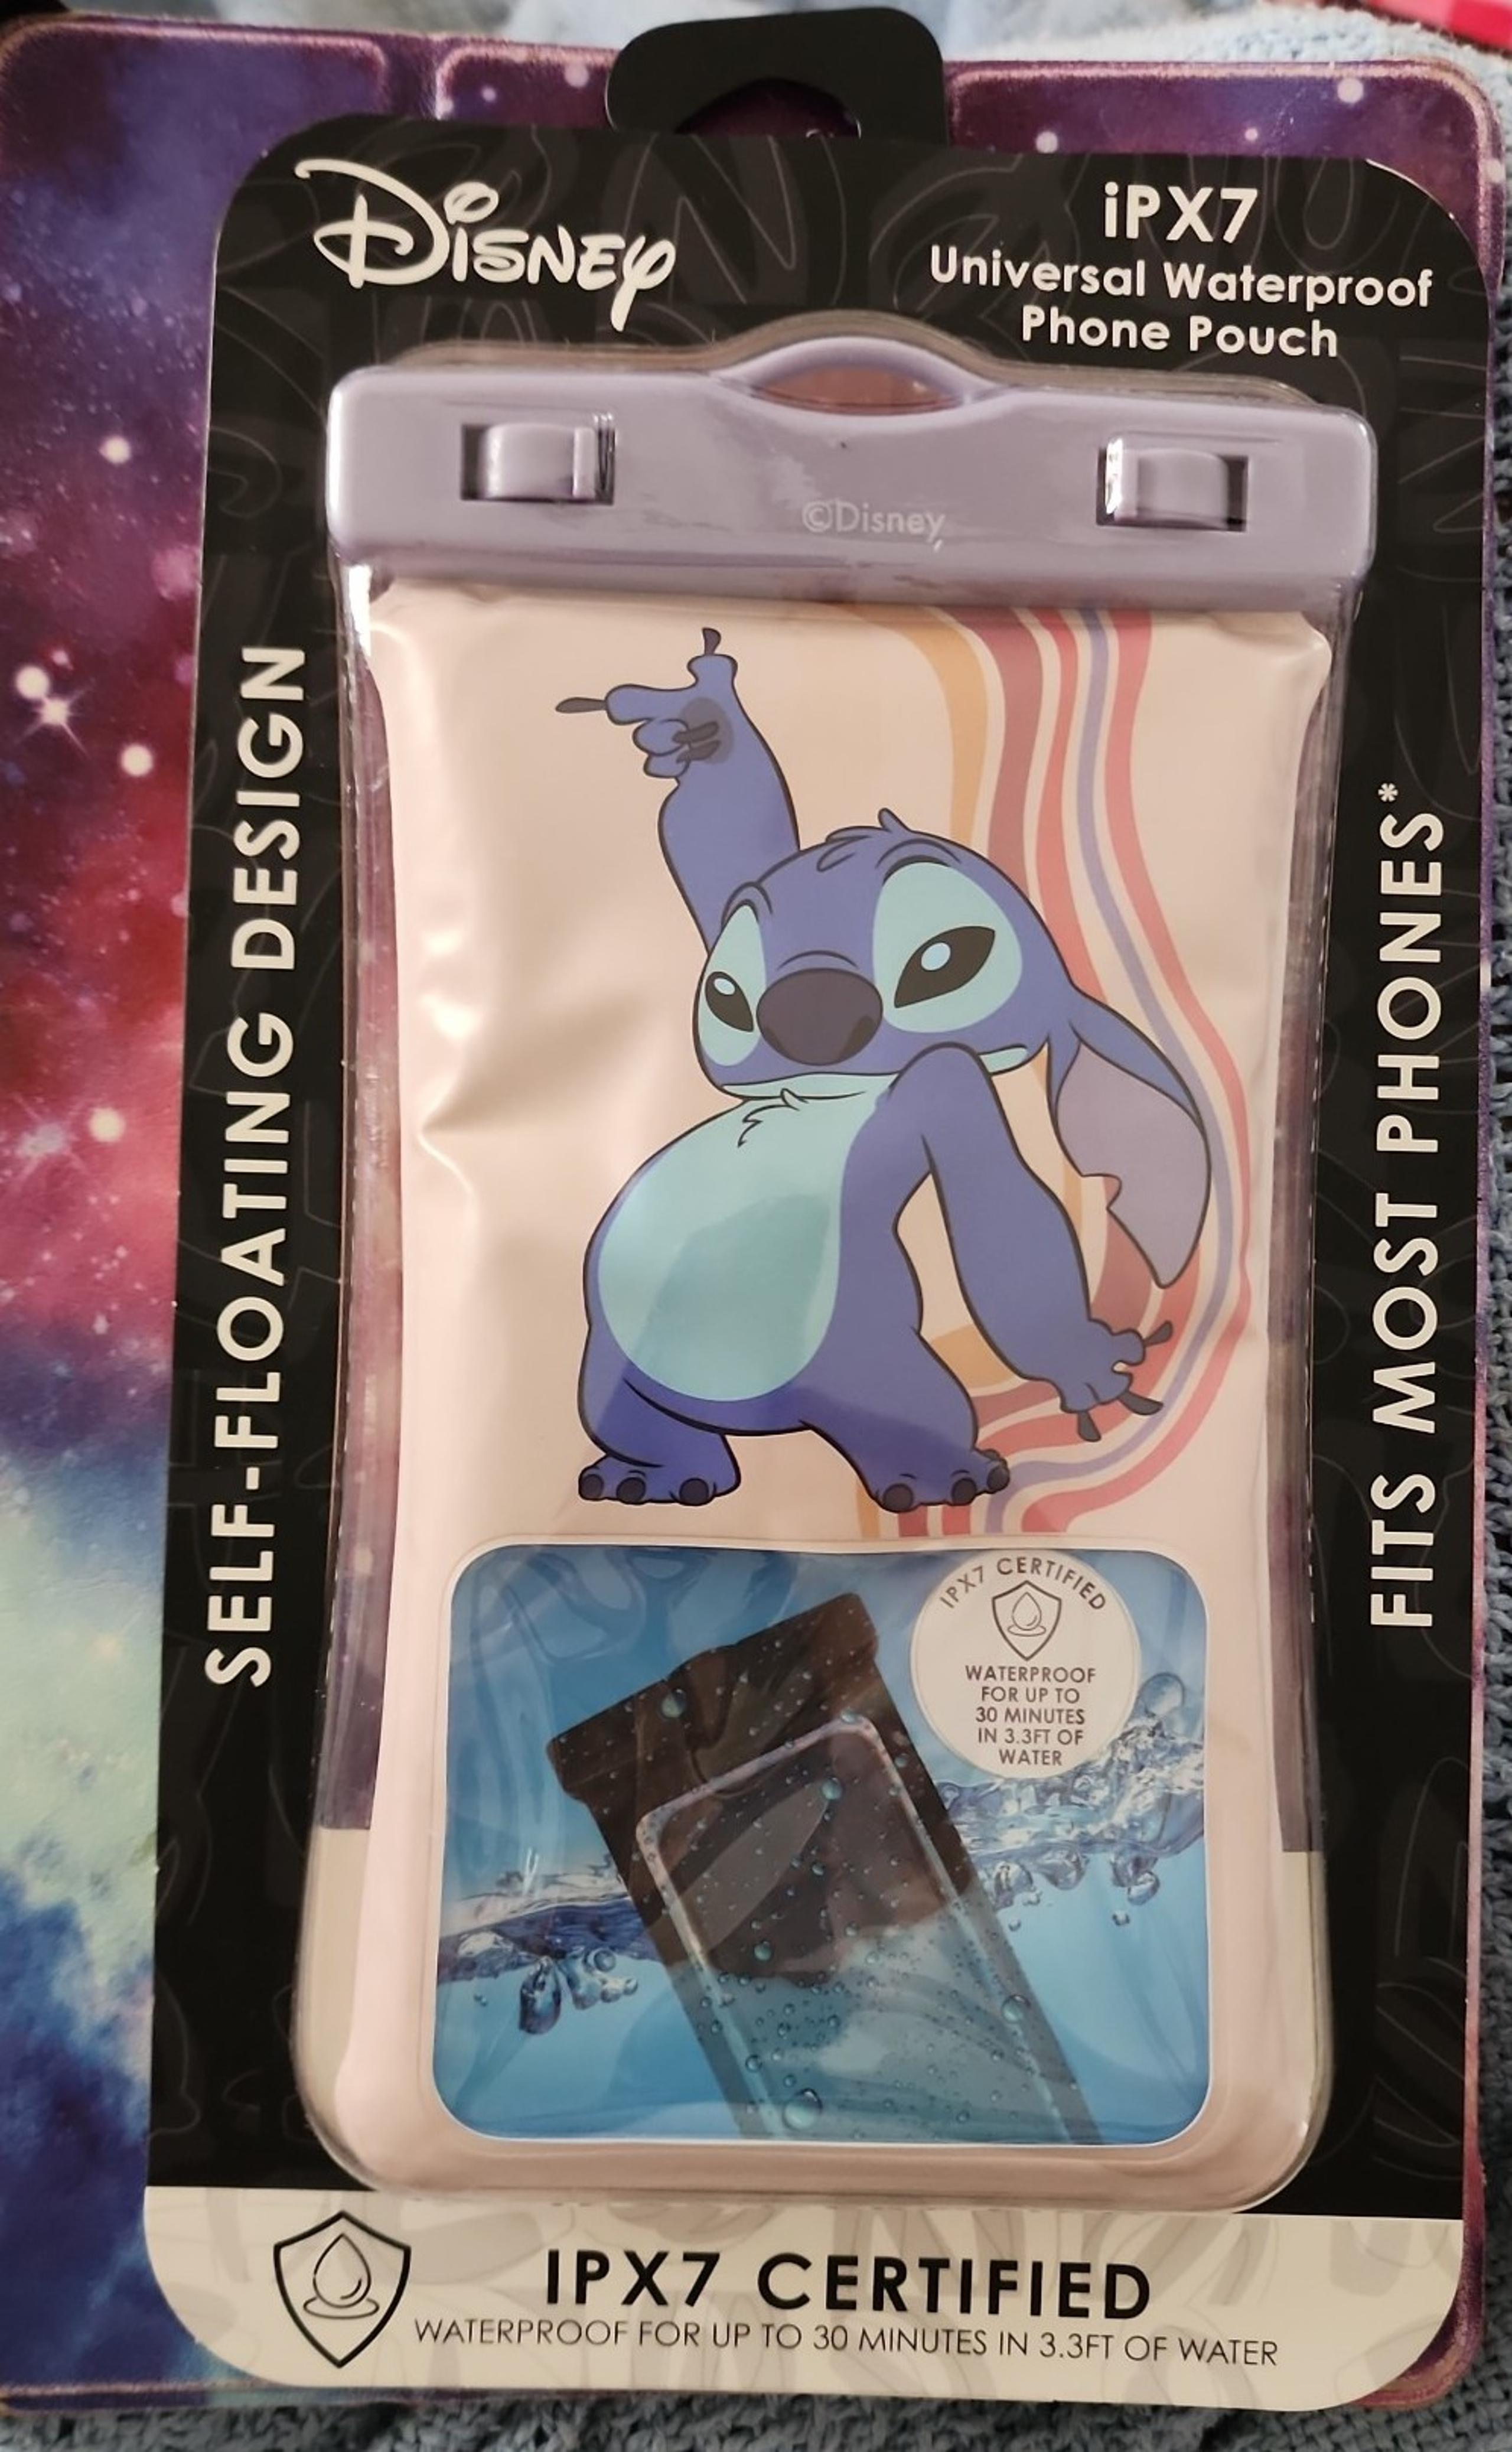 Disney
iPX7
Universal Waterproof
Phone Pouch
©Disney
SELF-FLOATING DESIGN
FITS MOST PHONES*
IPX7 CERTIFIED
WATERPROOF
FOR UP TO
30 MINUTES
IN 3.3FT OF
WATER
IPX7 CERTIFIED
WATERPROOF FOR UP TO 30 MINUTES IN 3.3FT OF WATER